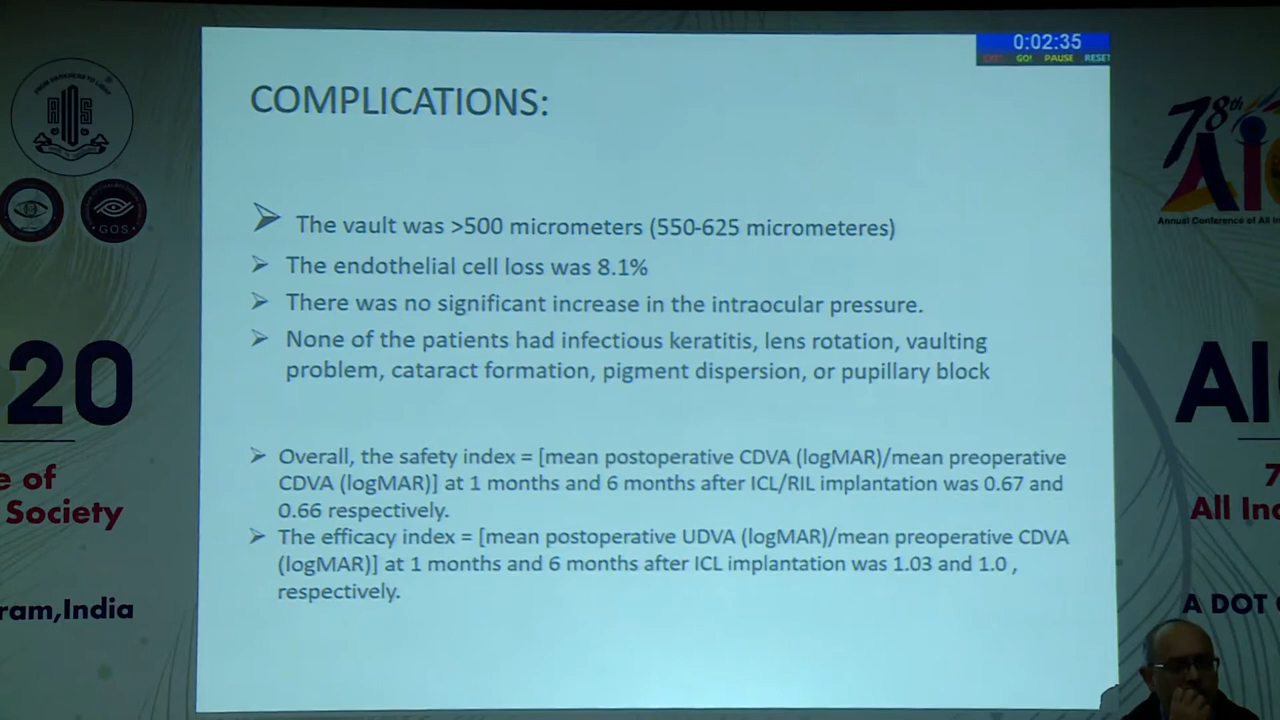 0:02:35
EXIT GO! PAUSE RESET
COMPLICATIONS:
The vault was >500 micrometers (550-625 micrometeres)
The endothelial cell loss was 8.1%
There was no significant increase in the intraocular pressure.
None of the patients had infectious keratitis, lens rotation, vaulting
problem, cataract formation, pigment dispersion, or pupillary block
Overall, the safety index = [mean postoperative CDVA (logMAR)/mean preoperative
CDVA (logMAR)] at 1 months and 6 months after ICL/RIL implantation was 0.67 and
0.66 respectively.
The efficacy index = [mean postoperative UDVA (logMAR)/mean preoperative CDVA
(logMAR)] at 1 months and 6 months after ICL implantation was 1.03 and 1.0 ,
respectively.
AIOS
GOS
20
e of
Society
ram,India
78th
AIO
Annual Conference of All In
AIO
7
All Ind
A DOT